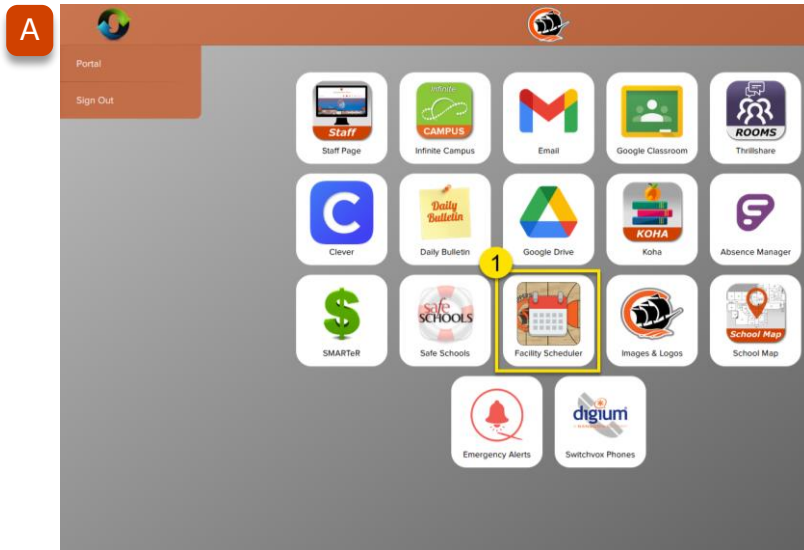 A
Portal
Sign Out
Staff
Staff Page
Infinite
CAMPUS
Infinite Campus
Email
Google Classroom
ROOMS
Thrillshare
C
Clever
Daily
Bulletin
Daily Bulletin
Google Drive
KOHA
Koha
Absence Manager
1
$
SMARTeR
Safe
SCHOOLS
Safe Schools
Facility Scheduler
Images & Logos
School Map
School Map
Emergency Alerts
digium
Switchvox Phones